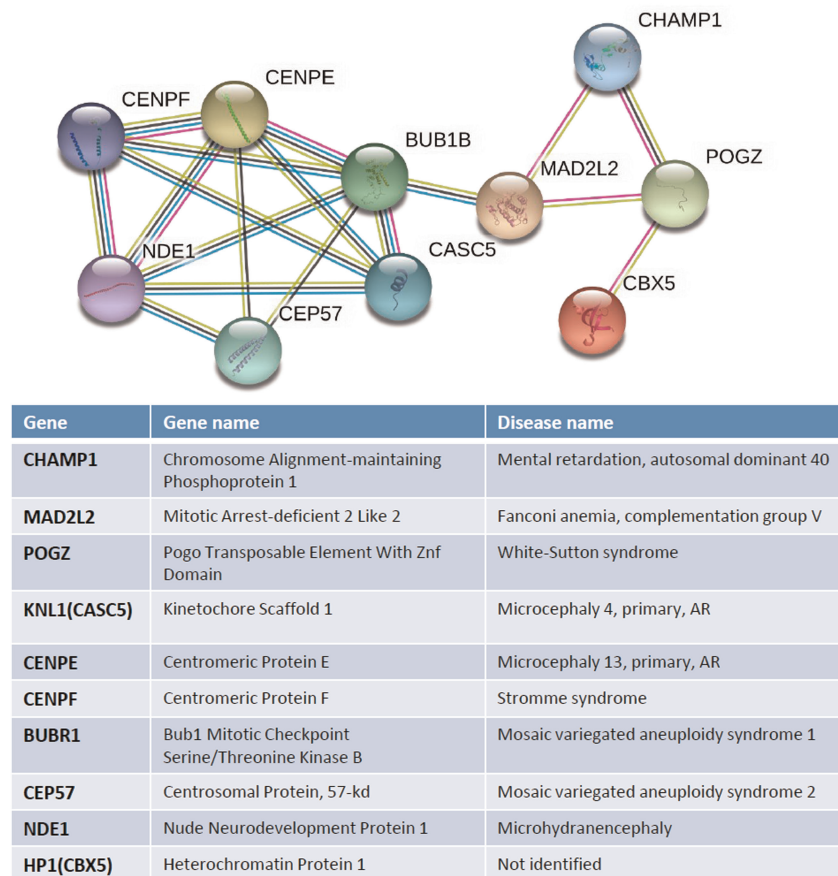 CHAMP1
CENPE
CENPF
BUB1B
MAD2L2
POGZ
NDE1
CASC5
CBX5
CEP57
Gene Gene name Disease name
CHAMP1 Chromosome Alignment-maintaining Mental retardation, autosomal dominant 40
Phosphoprotein 1
MAD2L2 Mitotic Arrest-deficient 2 Like 2 Fanconi anemia, complementation group V
POGZ Pogo Transposable Element With Znf White-Sutton syndrome
Domain
KNL1(CASC5) Kinetochore Scaffold 1 Microcephaly 4, primary, AR
CENPE Centromeric Protein E Microcephaly 13, primary, AR
CENPF Centromeric Protein F Stromme syndrome
BUBR1 Bub1 Mitotic Checkpoint Mosaic variegated aneuploidy syndrome 1
Serine/Threonine Kinase B
CEP57 Centrosomal Protein, 57-kd Mosaic variegated aneuploidy syndrome 2
NDE1 Nude Neurodevelopment Protein 1 Microhydranencephaly
HP1(CBX5) Heterochromatin Protein 1 Not identified